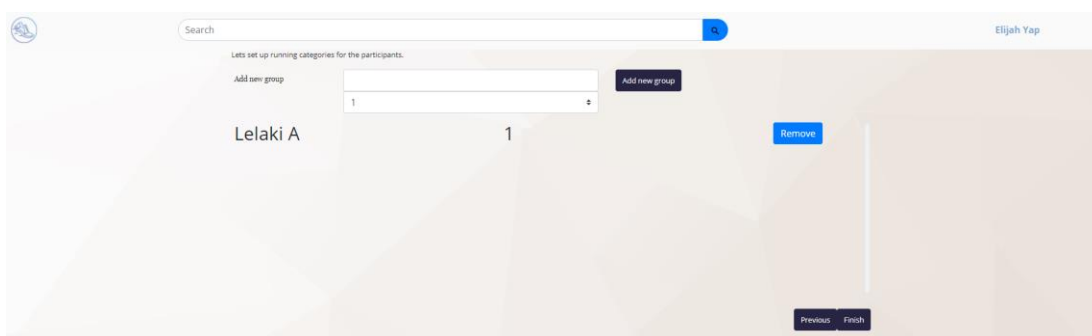 Search
Elijah Yap
Lets set up running categories for the participants.
Add new group
Add new group
1
Lelaki A 1 Remove
Previous Finish